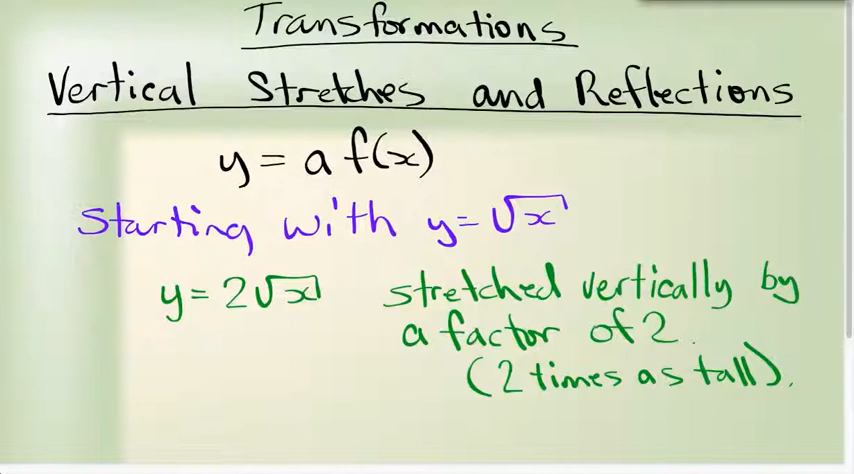 Transformations
Vertical Stretches and Reflections
y = a f(x)
Starting with y = √x
y = 2√x stretched vertically by
a factor of 2.
(2 times as tall).